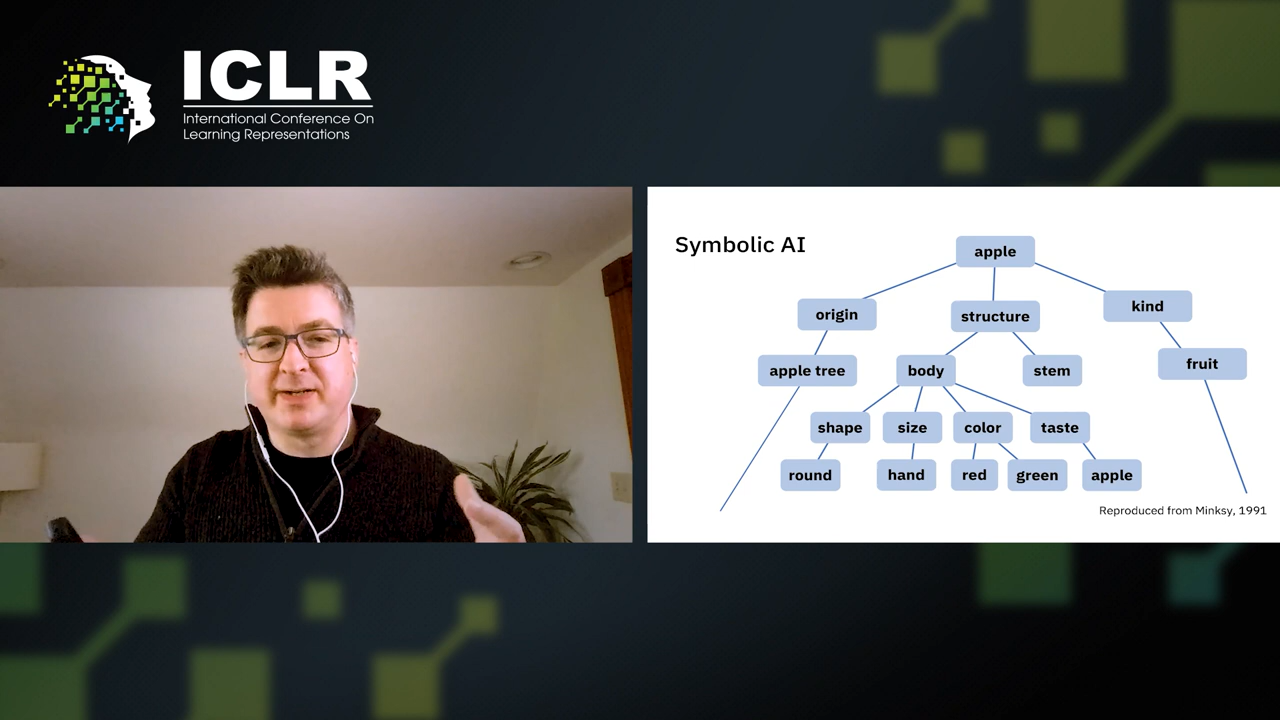 ICLR
International Conference On
Learning Representations
Symbolic AI
apple
origin
structure
kind
apple tree
body
stem
fruit
shape
size
color
taste
round
hand
red
green
apple
Reproduced from Minksy, 1991